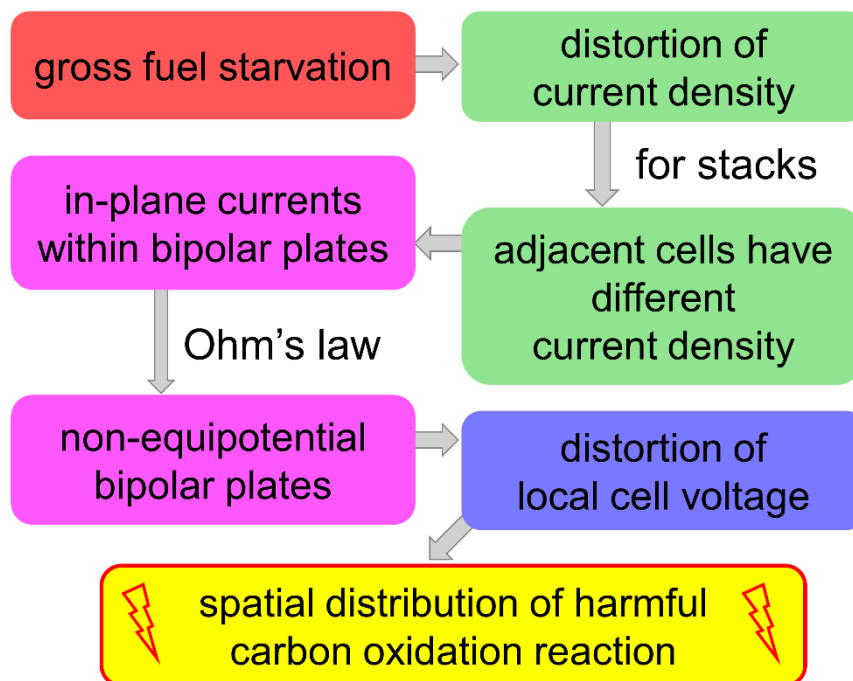 gross fuel starvation
distortion of
current density
for stacks
adjacent cells have
different
current density
in-plane currents
within bipolar plates
Ohm's law
non-equipotential
bipolar plates
distortion of
local cell voltage
spatial distribution of harmful
carbon oxidation reaction